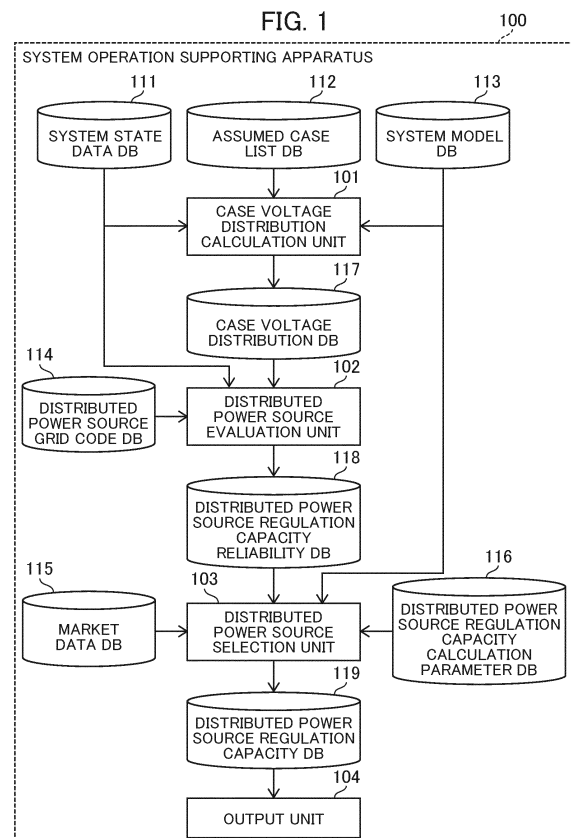 FIG. 1
100
SYSTEM OPERATION SUPPORTING APPARATUS
111
112
113
SYSTEM STATE
DATA DB
ASSUMED CASE
LIST DB
SYSTEM MODEL
DB
101
CASE VOLTAGE
DISTRIBUTION
CALCULATION UNIT
117
CASE VOLTAGE
DISTRIBUTION DB
114
102
DISTRIBUTED
POWER SOURCE
GRID CODE DB
DISTRIBUTED
POWER SOURCE
EVALUATION UNIT
118
DISTRIBUTED POWER
SOURCE REGULATION
CAPACITY
RELIABILITY DB
115
103
116
MARKET
DATA DB
DISTRIBUTED
POWER SOURCE
SELECTION UNIT
DISTRIBUTED POWER
SOURCE REGULATION
CAPACITY
CALCULATION
PARAMETER DB
119
DISTRIBUTED POWER
SOURCE REGULATION
CAPACITY DB
104
OUTPUT UNIT